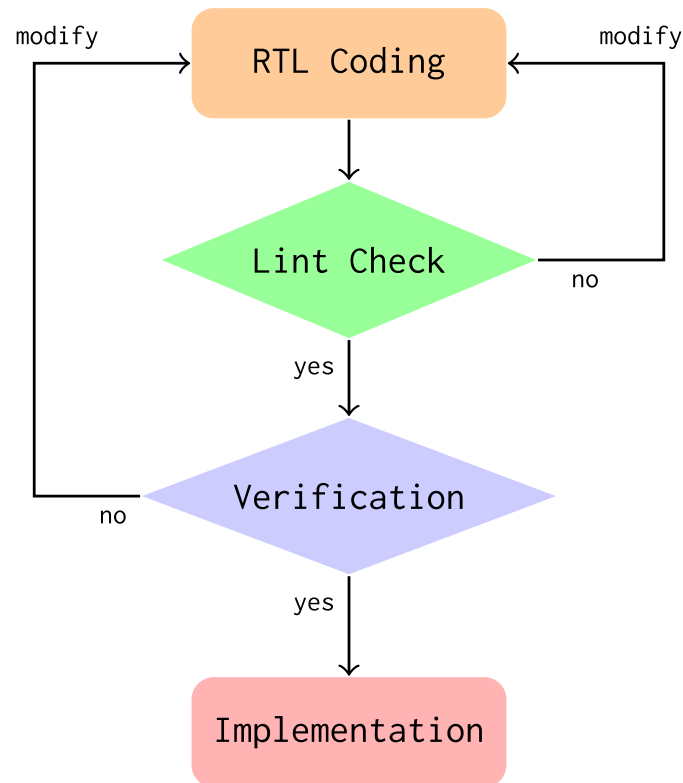 modify
modify
RTL Coding
Lint Check
no
yes
Verification
no
yes
Implementation